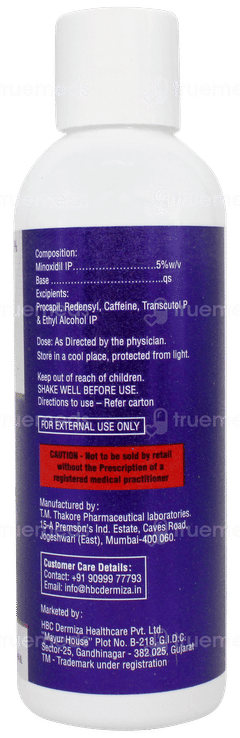 Composition:
Minoxidil IP...........................5%w/v
Base .....................................qs
Excipients:
Procapil, Redensyl, Caffeine, Transcutol P
& Ethyl Alcohol IP
Dose: As Directed by the physician.
Store in a cool place, protected from light.
Keep out of reach of children.
SHAKE WELL BEFORE USE.
Directions to use – Refer carton
FOR EXTERNAL USE ONLY
CAUTION - Not to be sold by retail
without the Prescription of a
registered medical practitioner
Manufactured by :
T.M. Thakore Pharmaceutical laboratories.
15-A Premson's Ind. Estate, Caves Road,
Jogeshwari (East), Mumbai-400 060.
Customer Care Details :
Contact: +91 90999 77793
Email: info@hbcdermiza.in
Marketed by :
HBC Dermiza Healthcare Pvt. Ltd.
"Mayur House" Plot No. B-218, G.I.D.C.
Sector-25, Gandhinagar - 382 025, Gujarat
TM - Trademark under registration